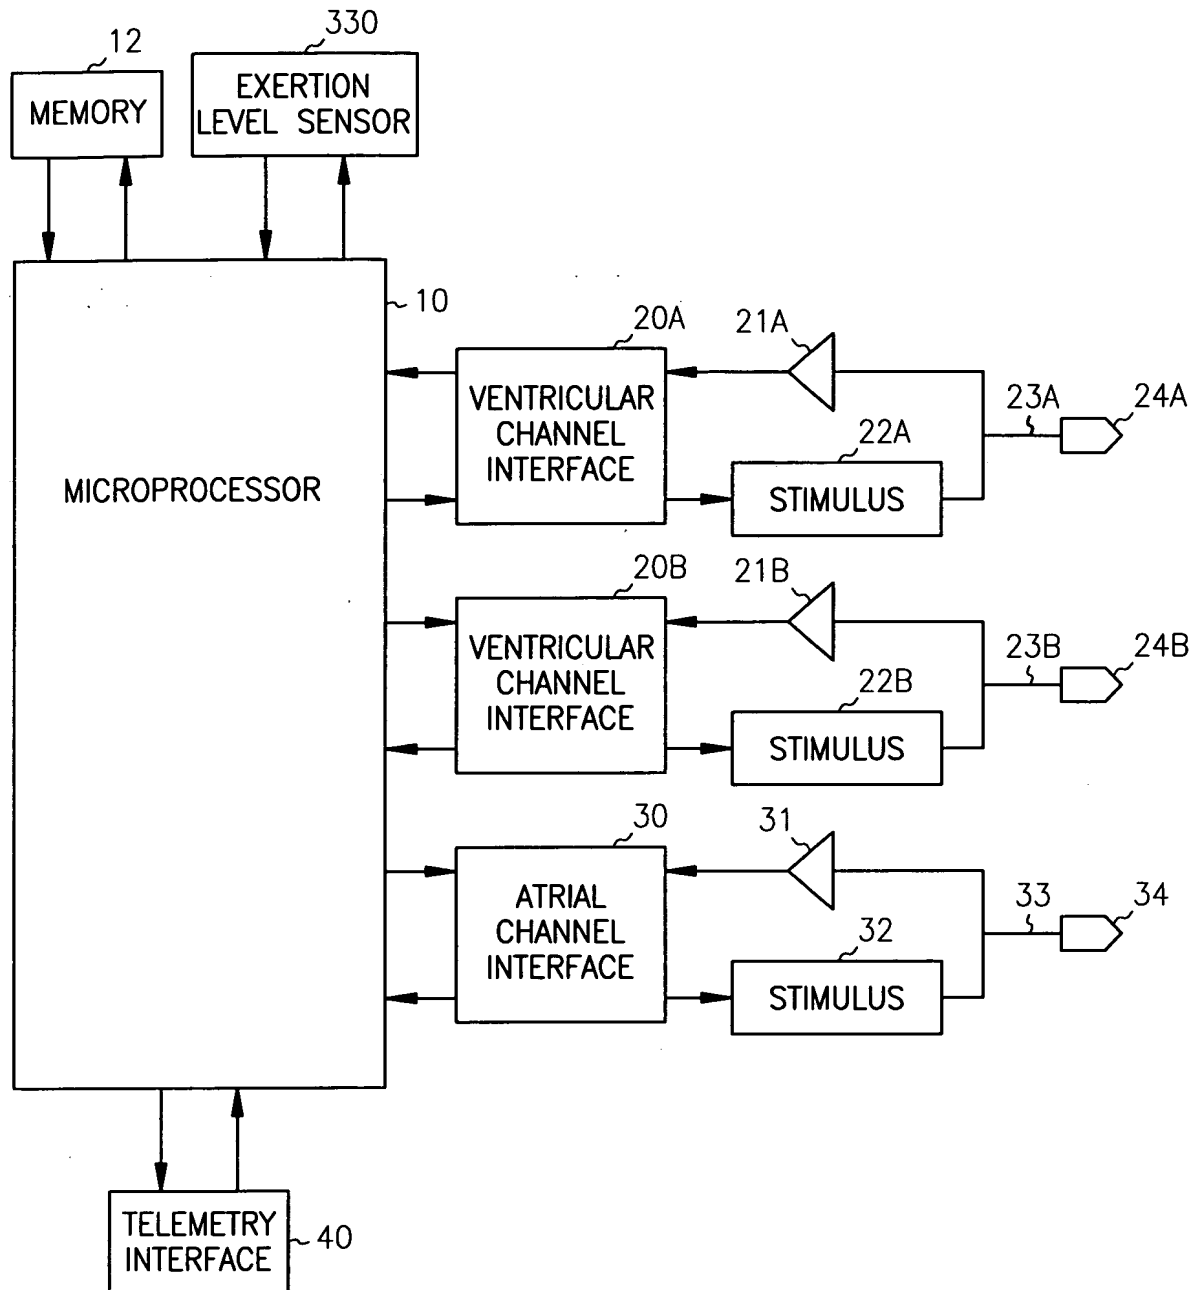 12
330
MEMORY
EXERTION
LEVEL SENSOR
10
MICROPROCESSOR
20A
21A
VENTRICULAR
CHANNEL
INTERFACE
22A
STIMULUS
23A
24A
20B
21B
VENTRICULAR
CHANNEL
INTERFACE
22B
STIMULUS
23B
24B
30
31
ATRIAL
CHANNEL
INTERFACE
32
STIMULUS
33
34
TELEMETRY
INTERFACE
40